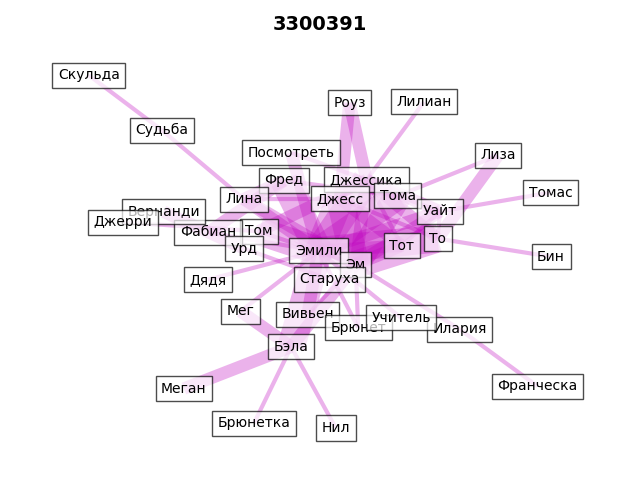 3300391
Скульда
Роуз
Лилиан
Судьба
Посмотреть
Лиза
Фред
Джессика
Томас
Лина
Джесс
Тома
Вернанди
Уайт
Джерри
Фабиан
Том
То
Урд
Эмили
Тот
Бин
Эм
Дядя
Старуха
Мег
Вивьен
Учитель
Брюнет
Илария
Бэла
Меган
Франческа
Брюнетка
Нил